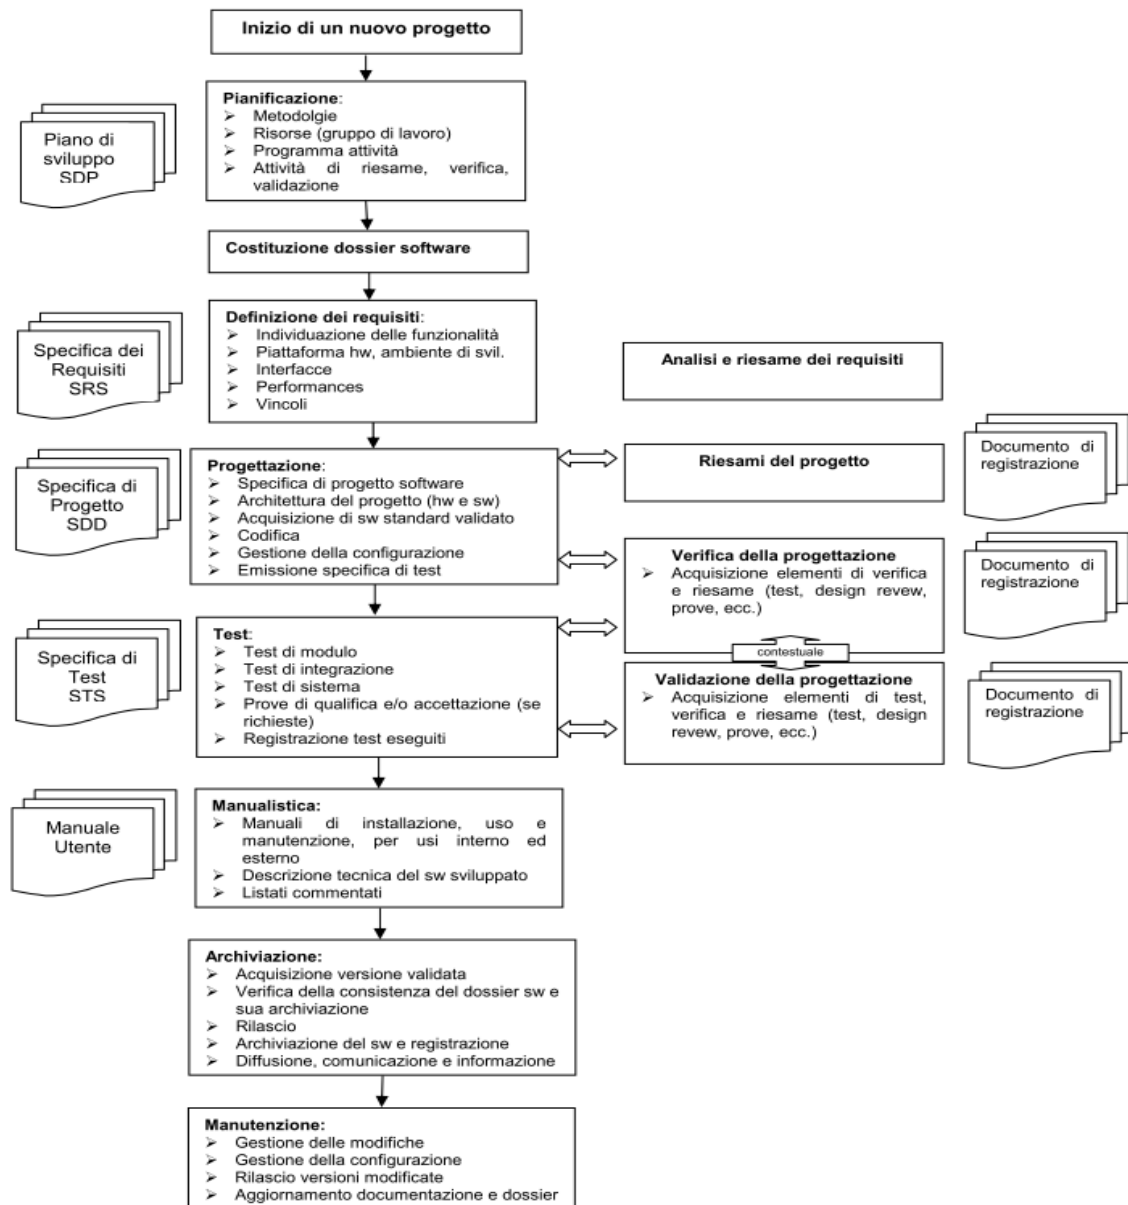 Inizio di un nuovo progetto
Pianificazione:
➢ Metodolgie
➢ Risorse (gruppo di lavoro)
➢ Programma attività
➢ Attività di riesame, verifica,
validazione
Piano di
sviluppo
SDP
Costituzione dossier software
Definizione dei requisiti:
➢ Individuazione delle funzionalità
➢ Piattaforma hw, ambiente di svil.
➢ Interfacce
➢ Performances
➢ Vincoli
Specifica dei
Requisiti
SRS
Analisi e riesame dei requisiti
Progettazione:
➢ Specifica di progetto software
➢ Architettura del progetto (hw e sw)
➢ Acquisizione di sw standard validato
➢ Codifica
➢ Gestione della configurazione
➢ Emissione specifica di test
Specifica di
Progetto
SDD
Riesami del progetto
Documento di
registrazione
Verifica della progettazione
➢ Acquisizione elementi di verifica
e riesame (test, design revew,
prove, ecc.)
Documento di
registrazione
contestuale
Test:
➢ Test di modulo
➢ Test di integrazione
➢ Test di sistema
➢ Prove di qualifica e/o accettazione (se
richieste)
➢ Registrazione test eseguiti
Specifica di
Test
STS
Validazione della progettazione
➢ Acquisizione elementi di test,
verifica e riesame (test, design
revew, prove, ecc.)
Documento di
registrazione
Manualistica:
➢ Manuali di installazione, uso e
manutenzione, per usi interno ed
esterno
➢ Descrizione tecnica del sw sviluppato
➢ Listati commentati
Manuale
Utente
Archiviazione:
➢ Acquisizione versione validata
➢ Verifica della consistenza del dossier sw e
sua archiviazione
➢ Rilascio
➢ Archiviazione del sw e registrazione
➢ Diffusione, comunicazione e informazione
Manutenzione:
➢ Gestione delle modifiche
➢ Gestione della configurazione
➢ Rilascio versioni modificate
➢ Aggiornamento documentazione e dossier